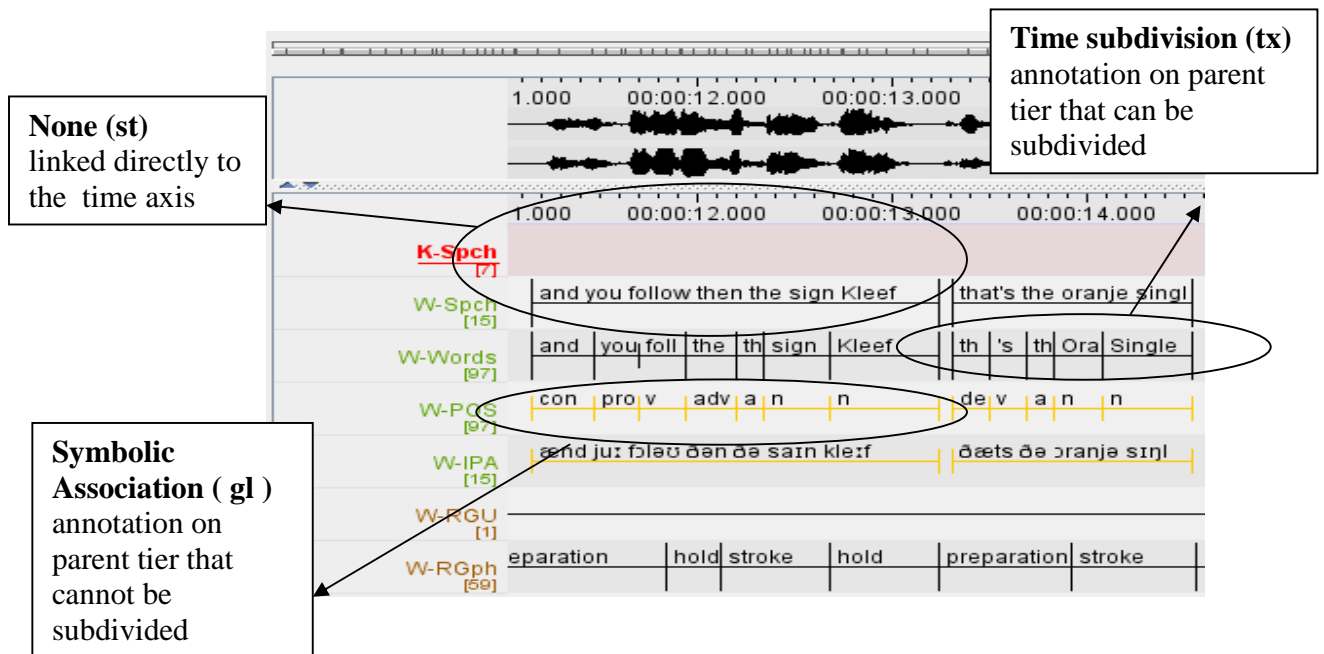 Time subdivision (tx)
annotation on parent
tier that can be
subdivided
None (st)
linked directly to
the time axis
1.000 00:00:12.000 00:00:13.000
1.000 00:00:12.000 00:00:13.000 00:00:14.000
K-Spch
[7]
W-Spch
[15]
and you follow then the sign Kleef that's the oranje singl
W-Words
[97]
and you foll the th sign Kleef th 's th Ora Single
W-POS
[97]
con pro v adv a n n de v a n n
W-IPA
[15]
ænd juɪ fɔləʊ ðən ðə saɪn kleɪf ðæts ðə ɔranjə sɪŋl
W-RGU
[1]
W-RGph
[59]
eparation hold stroke hold preparation stroke
Symbolic
Association ( gl )
annotation on
parent tier that
cannot be
subdivided